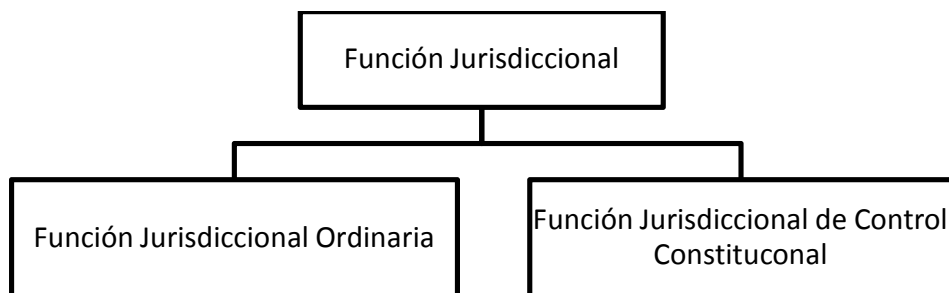 Función Jurisdiccional
Función Jurisdiccional Ordinaria
Función Jurisdiccional de Control
Constituconal